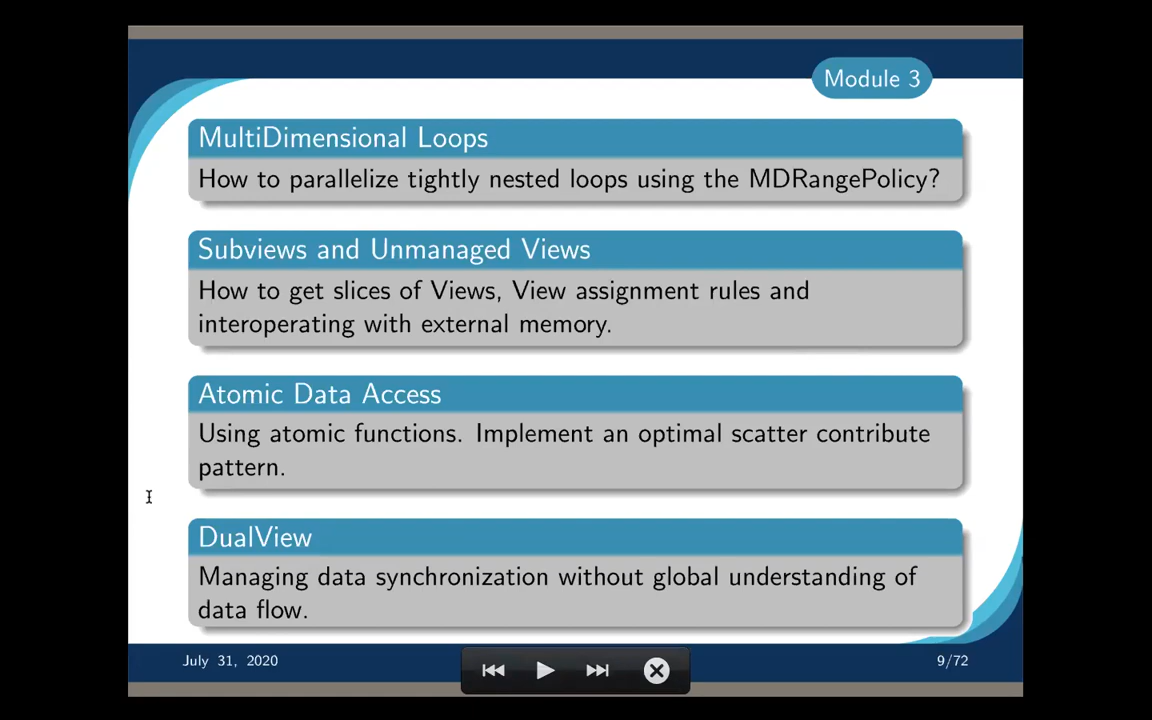 Module 3
MultiDimensional Loops
How to parallelize tightly nested loops using the MDRangePolicy?
Subviews and Unmanaged Views
How to get slices of Views, View assignment rules and
interoperating with external memory.
Atomic Data Access
Using atomic functions. Implement an optimal scatter contribute
pattern.
DualView
Managing data synchronization without global understanding of
data flow.
July 31, 2020
9/72